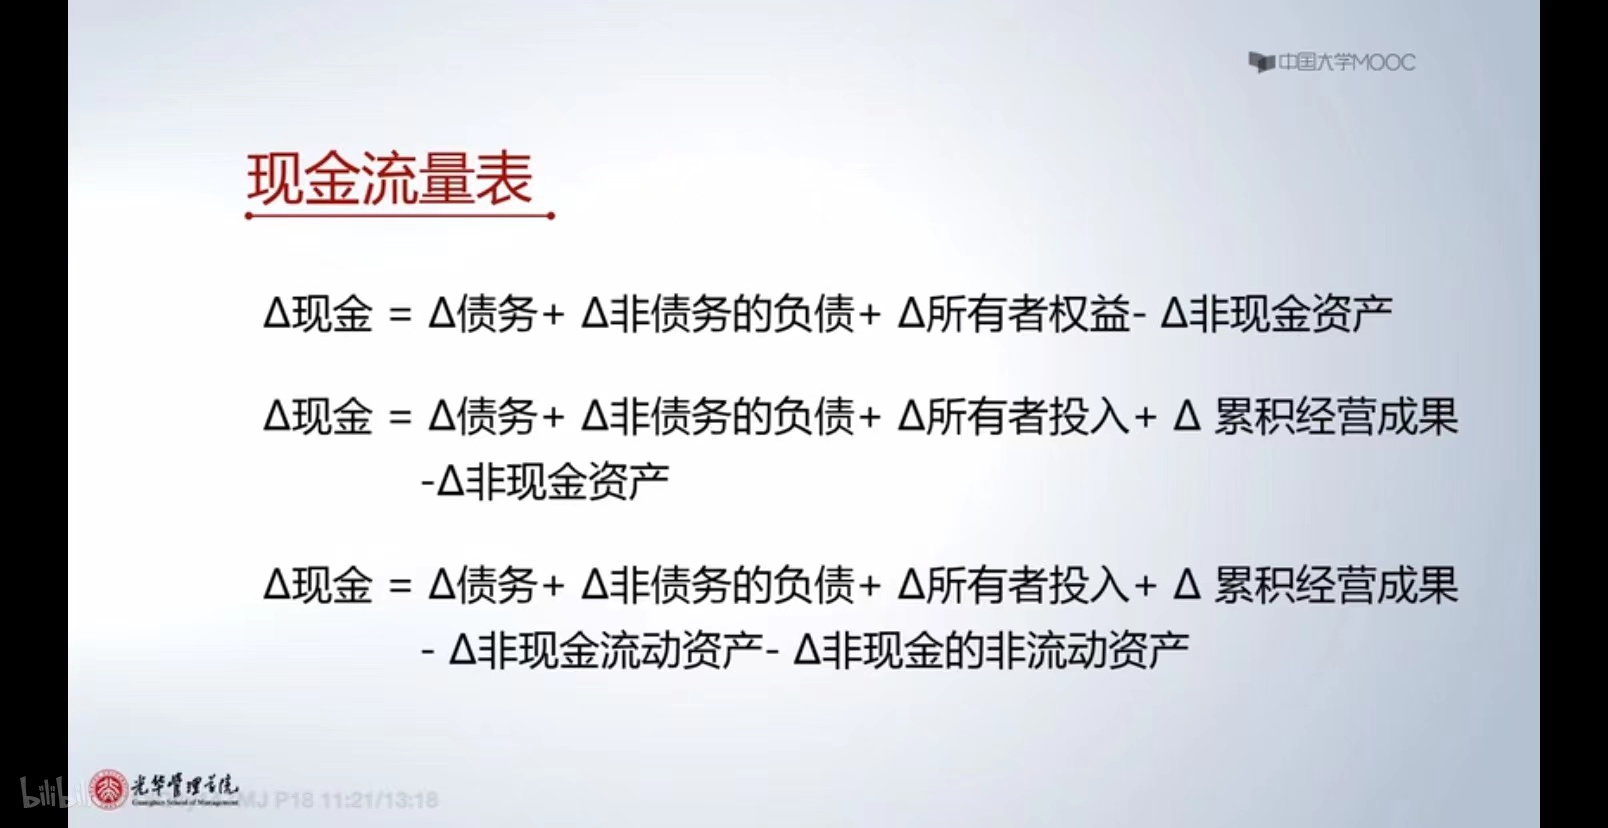 中国大学MOOC
现金流量表
Δ现金 = Δ债务+ Δ非债务的负债+ Δ所有者权益- Δ非现金资产
Δ现金 = Δ债务+ Δ非债务的负债+ Δ所有者投入+ Δ 累积经营成果
-Δ非现金资产
Δ现金 = Δ债务+ Δ非债务的负债+ Δ所有者投入+ Δ 累积经营成果
- Δ非现金流动资产- Δ非现金的非流动资产
光华管理学院
Guanghua School of Management
MJ P18 11:21/13:18